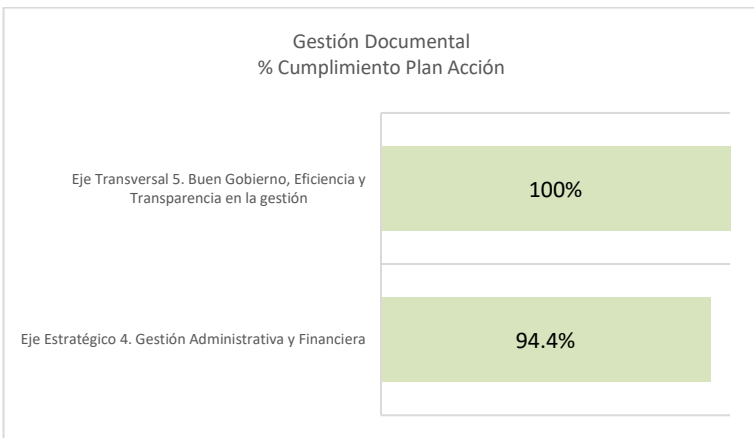 Gestión Documental
% Cumplimiento Plan Acción
Eje Transversal 5. Buen Gobierno, Eficiencia y
Transparencia en la gestión
100%
Eje Estratégico 4. Gestión Administrativa y Financiera
94.4%